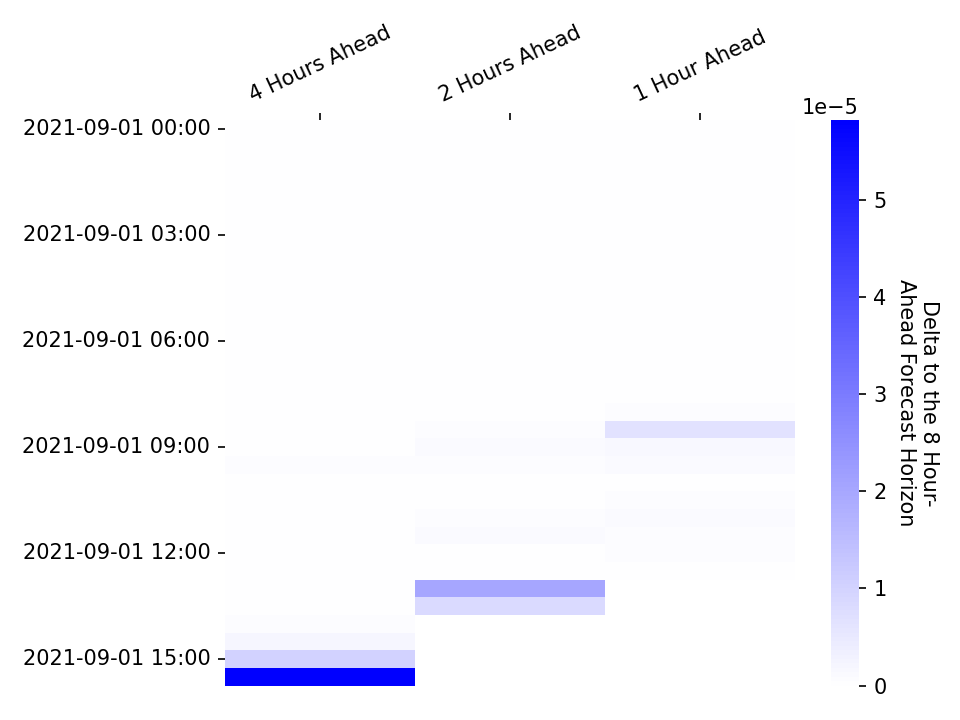 4 Hours Ahead
2 Hours Ahead
1 Hour Ahead
1e−5
2021-09-01 00:00
2021-09-01 03:00
2021-09-01 06:00
2021-09-01 09:00
2021-09-01 12:00
2021-09-01 15:00
5
4
3
2
1
0
Delta to the 8 Hour-
Ahead Forecast Horizon